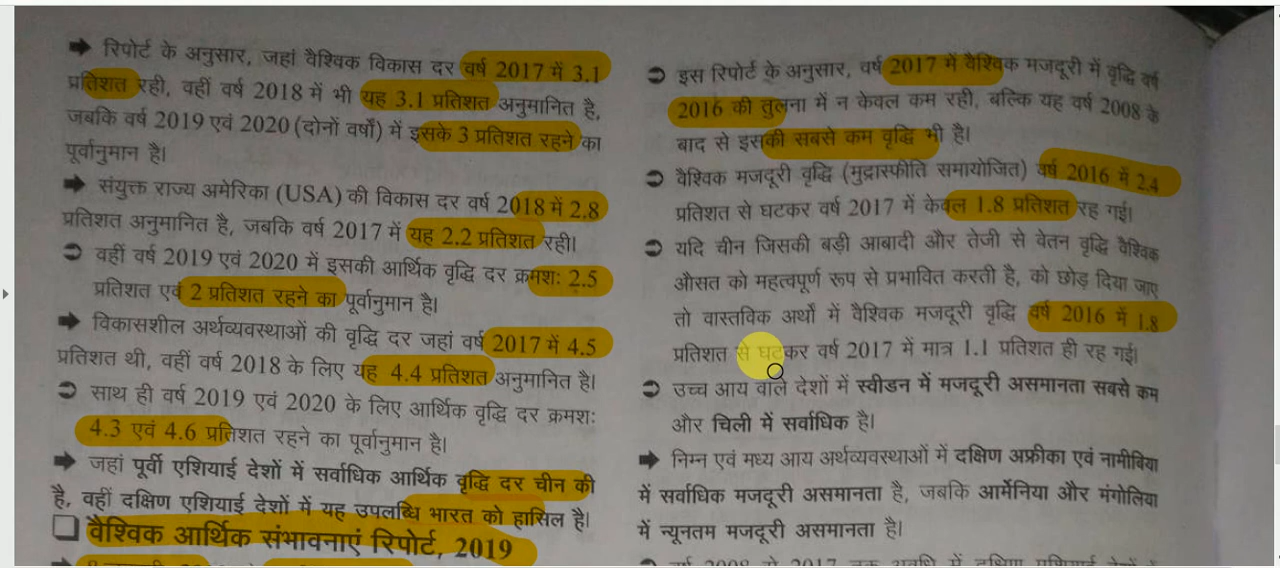 ➡ रिपोर्ट के अनुसार, जहां वैश्विक विकास दर वर्ष 2017 में 3.1
प्रतिशत रही, वहीं वर्ष 2018 में भी यह 3.1 प्रतिशत अनुमानित है,
जबकि वर्ष 2019 एवं 2020 (दोनों वर्षों) में इसके 3 प्रतिशत रहने का
पूर्वानुमान है।
➡ संयुक्त राज्य अमेरिका (USA) की विकास दर वर्ष 2018 में 2.8
प्रतिशत अनुमानित है, जबकि वर्ष 2017 में यह 2.2 प्रतिशत रही।
➲ वहीं वर्ष 2019 एवं 2020 में इसकी आर्थिक वृद्धि दर क्रमशः 2.5
प्रतिशत एवं 2 प्रतिशत रहने का पूर्वानुमान है।
➡ विकासशील अर्थव्यवस्थाओं की वृद्धि दर जहां वर्ष 2017 में 4.5
प्रतिशत थी, वहीं वर्ष 2018 के लिए यह 4.4 प्रतिशत अनुमानित है।
➲ साथ ही वर्ष 2019 एवं 2020 के लिए आर्थिक वृद्धि दर क्रमशः
4.3 एवं 4.6 प्रतिशत रहने का पूर्वानुमान है।
➡ जहां पूर्वी एशियाई देशों में सर्वाधिक आर्थिक वृद्धि दर चीन की
है, वहीं दक्षिण एशियाई देशों में यह उपलब्धि भारत को हासिल है।
❑ वैश्विक आर्थिक संभावनाएं रिपोर्ट, 2019
➲ इस रिपोर्ट के अनुसार, वर्ष 2017 में वैश्विक मजदूरी में वृद्धि वर्ष
2016 की तुलना में न केवल कम रही, बल्कि यह वर्ष 2008 के
बाद से इसकी सबसे कम वृद्धि भी है।
➲ वैश्विक मजदूरी वृद्धि (मुद्रास्फीति समायोजित) वर्ष 2016 में 2.4
प्रतिशत से घटकर वर्ष 2017 में केवल 1.8 प्रतिशत रह गई।
➲ यदि चीन जिसकी बड़ी आबादी और तेजी से वेतन वृद्धि वैश्विक
औसत को महत्वपूर्ण रूप से प्रभावित करती है, को छोड़ दिया जाए
तो वास्तविक अर्थों में वैश्विक मजदूरी वृद्धि वर्ष 2016 में 1.8
प्रतिशत से घटकर वर्ष 2017 में मात्र 1.1 प्रतिशत ही रह गई।
➲ उच्च आय वाले देशों में स्वीडन में मजदूरी असमानता सबसे कम
और चिली में सर्वाधिक है।
➡ निम्न एवं मध्य आय अर्थव्यवस्थाओं में दक्षिण अफ्रीका एवं नामीबिया
में सर्वाधिक मजदूरी असमानता है, जबकि आर्मेनिया और मंगोलिया
में न्यूनतम मजदूरी असमानता है।